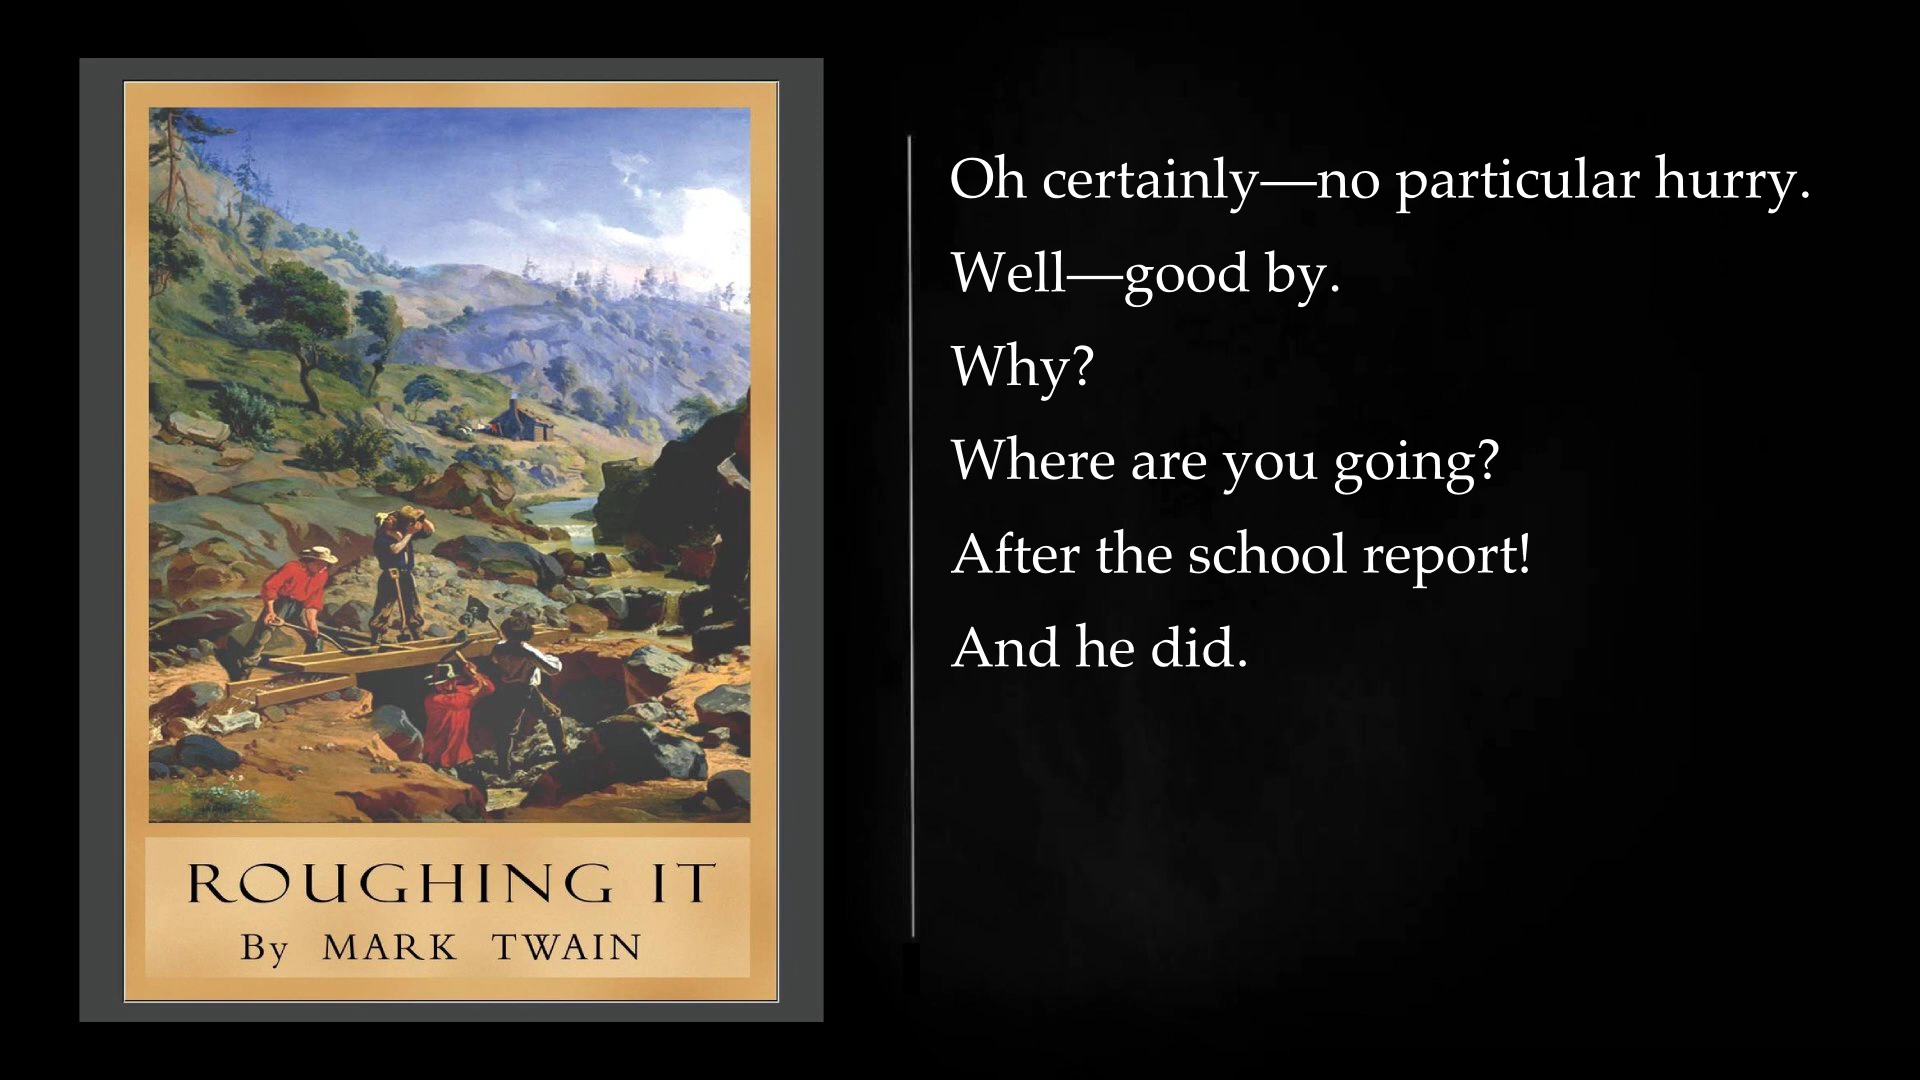 ROUGHING IT
By MARK TWAIN
Oh certainly—no particular hurry.
Well—good by.
Why?
Where are you going?
After the school report!
And he did.